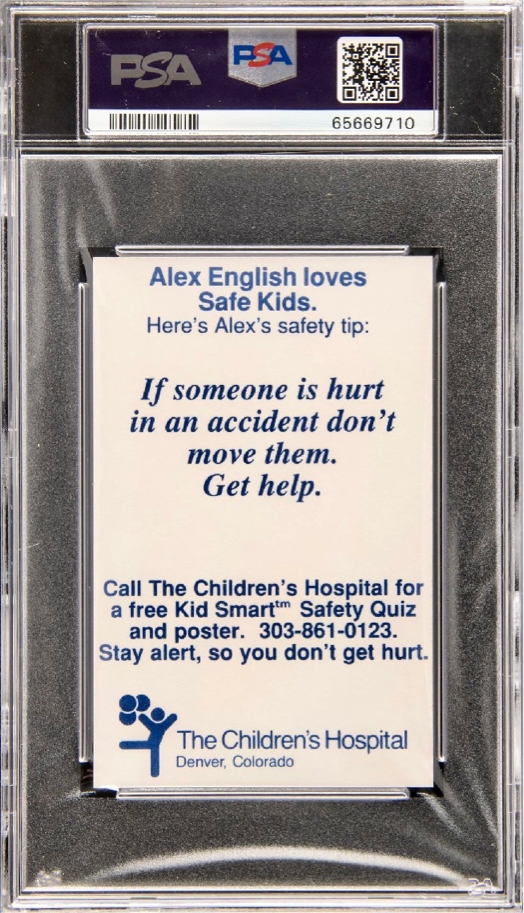 PSA
PSA
65669710
Alex English loves
Safe Kids.
Here's Alex's safety tip:
If someone is hurt
in an accident don't
move them.
Get help.
Call The Children's Hospital for
a free Kid Smart™ Safety Quiz
and poster. 303-861-0123.
Stay alert, so you don't get hurt.
The Children's Hospital
Denver, Colorado